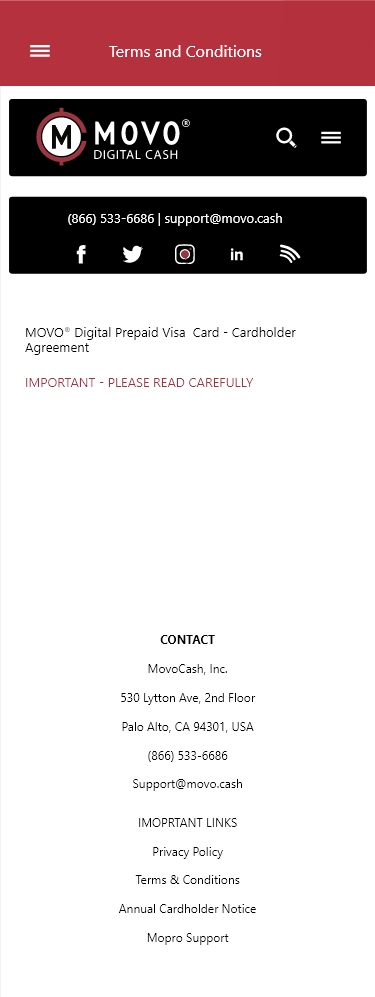 Terms and Conditions
M MOVO®
DIGITAL CASH
(866) 533-6686 | support@movo.cash
f in
MOVO® Digital Prepaid Visa Card - Cardholder
Agreement
IMPORTANT - PLEASE READ CAREFULLY
CONTACT
MovoCash, Inc.
530 Lytton Ave, 2nd Floor
Palo Alto, CA 94301, USA
(866) 533-6686
Support@movo.cash
IMOPRTANT LINKS
Privacy Policy
Terms & Conditions
Annual Cardholder Notice
Mopro Support